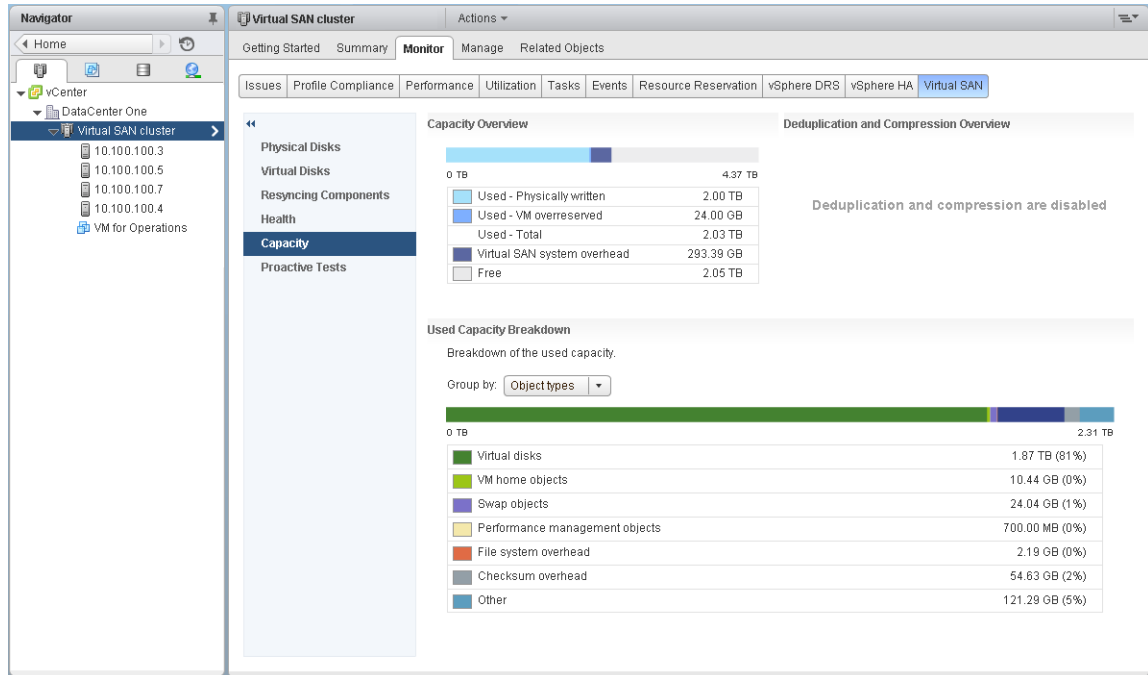 Navigator
Home
vCenter
DataCenter One
Virtual SAN cluster
10.100.100.3
10.100.100.5
10.100.100.7
10.100.100.4
VM for Operations
Virtual SAN cluster Actions
Getting Started Summary Monitor Manage Related Objects
Issues Profile Compliance Performance Utilization Tasks Events Resource Reservation vSphere DRS vSphere HA Virtual SAN
Physical Disks
Virtual Disks
Resyncing Components
Health
Capacity
Proactive Tests
Capacity Overview
0 TB 4.37 TB
Used - Physically written 2.00 TB
Used - VM overreserved 24.00 GB
Used - Total 2.03 TB
Virtual SAN system overhead 293.39 GB
Free 2.05 TB
Deduplication and Compression Overview
Deduplication and compression are disabled
Used Capacity Breakdown
Breakdown of the used capacity.
Group by: Object types
0 TB 2.31 TB
Virtual disks 1.87 TB (81%)
VM home objects 10.44 GB (0%)
Swap objects 24.04 GB (1%)
Performance management objects 700.00 MB (0%)
File system overhead 2.19 GB (0%)
Checksum overhead 54.63 GB (2%)
Other 121.29 GB (5%)